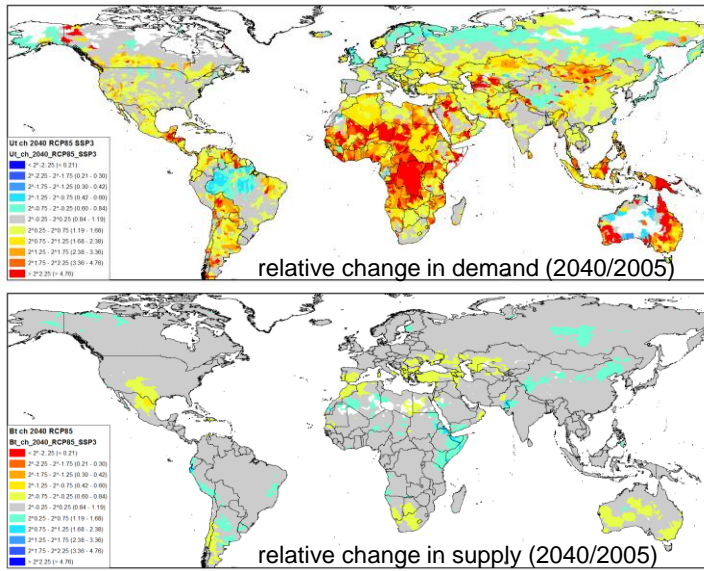 Ut ch 2040 RCP85 SSP3
Ut_ch_2040_RCP85_SSP3
< 2^-2.25 (< 0.21)
2^-2.25 - 2^-1.75 (0.21 - 0.30)
2^-1.75 - 2^-1.25 (0.30 - 0.42)
2^-1.25 - 2^-0.75 (0.42 - 0.60)
2^-0.75 - 2^-0.25 (0.60 - 0.84)
2^-0.25 - 2^0.25 (0.84 - 1.19)
2^0.25 - 2^0.75 (1.19 - 1.68)
2^0.75 - 2^1.25 (1.68 - 2.38)
2^1.25 - 2^1.75 (2.38 - 3.36)
2^1.75 - 2^2.25 (3.36 - 4.76)
> 2^2.25 (> 4.76)
relative change in demand (2040/2005)
Bt ch 2040 RCP85
Bt_ch_2040_RCP85_SSP3
< 2^-2.25 (< 0.21)
2^-2.25 - 2^-1.75 (0.21 - 0.30)
2^-1.75 - 2^-1.25 (0.30 - 0.42)
2^-1.25 - 2^-0.75 (0.42 - 0.60)
2^-0.75 - 2^-0.25 (0.60 - 0.84)
2^-0.25 - 2^0.25 (0.84 - 1.19)
2^0.25 - 2^0.75 (1.19 - 1.68)
2^0.75 - 2^1.25 (1.68 - 2.38)
2^1.25 - 2^1.75 (2.38 - 3.36)
2^1.75 - 2^2.25 (3.36 - 4.76)
> 2^2.25 (> 4.76)
relative change in supply (2040/2005)